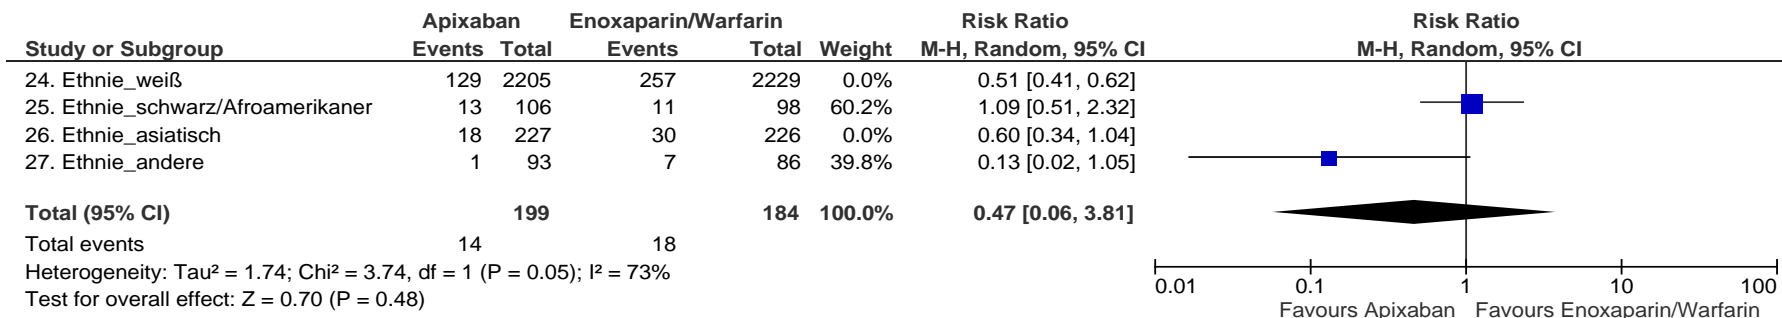 Apixaban Enoxaparin/Warfarin Risk Ratio Risk Ratio
Study or Subgroup Events Total Events Total Weight M-H, Random, 95% CI M-H, Random, 95% CI
24. Ethnie_weiß 129 2205 257 2229 0.0% 0.51 [0.41, 0.62]
25. Ethnie_schwarz/Afroamerikaner 13 106 11 98 60.2% 1.09 [0.51, 2.32]
26. Ethnie_asiatisch 18 227 30 226 0.0% 0.60 [0.34, 1.04]
27. Ethnie_andere 1 93 7 86 39.8% 0.13 [0.02, 1.05]
Total (95% CI) 199 184 100.0% 0.47 [0.06, 3.81]
Total events 14 18
Heterogeneity: Tau² = 1.74; Chi² = 3.74, df = 1 (P = 0.05); I² = 73%
Test for overall effect: Z = 0.70 (P = 0.48)
0.01 0.1 1 10 100
Favours Apixaban Favours Enoxaparin/Warfarin